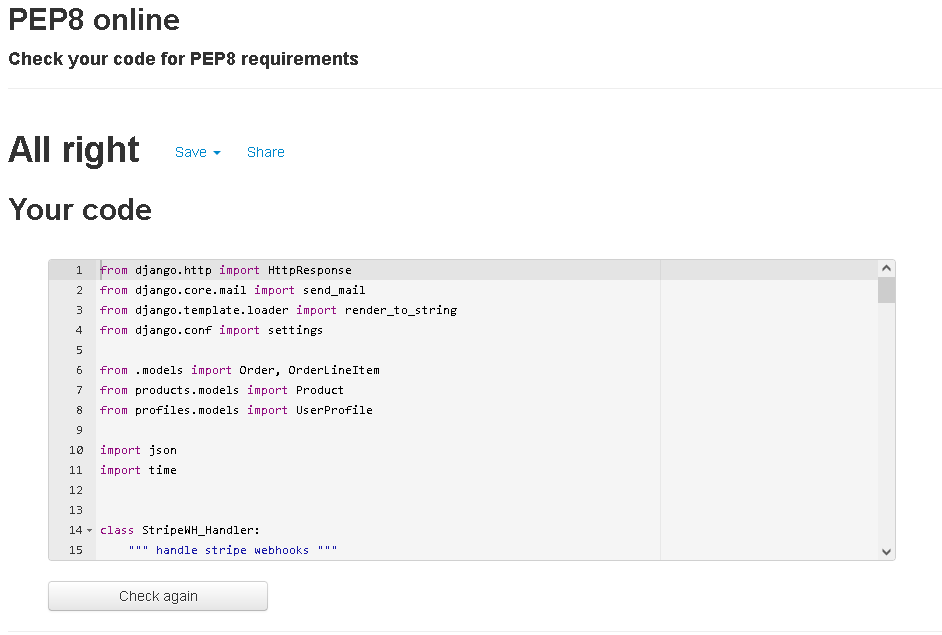 PEP8 online
Check your code for PEP8 requirements
All right Save Share
Your code
1 from django.http import HttpResponse
2 from django.core.mail import send_mail
3 from django.template.loader import render_to_string
4 from django.conf import settings
5
6 from .models import Order, OrderLineItem
7 from products.models import Product
8 from profiles.models import UserProfile
9
10 import json
11 import time
12
13
14 class StripeWH_Handler:
15 """ handle stripe webhooks """
Check again